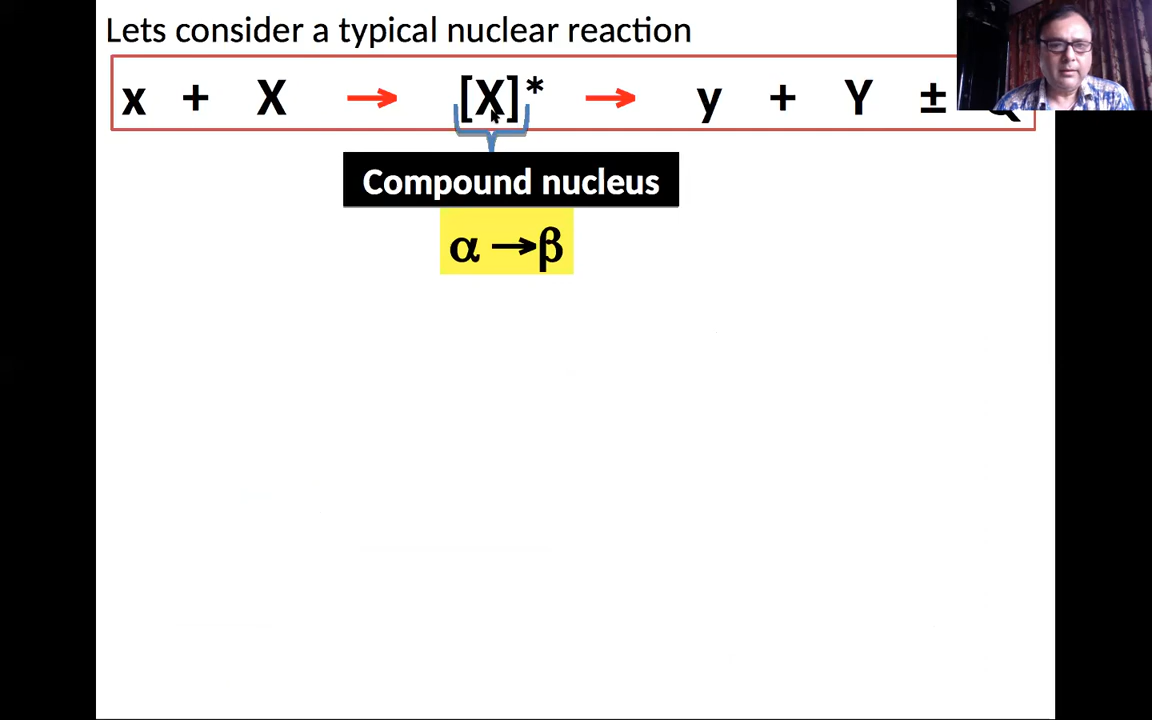 Lets consider a typical nuclear reaction
x + X → [X]* → y + Y ±
Compound nucleus
α →β